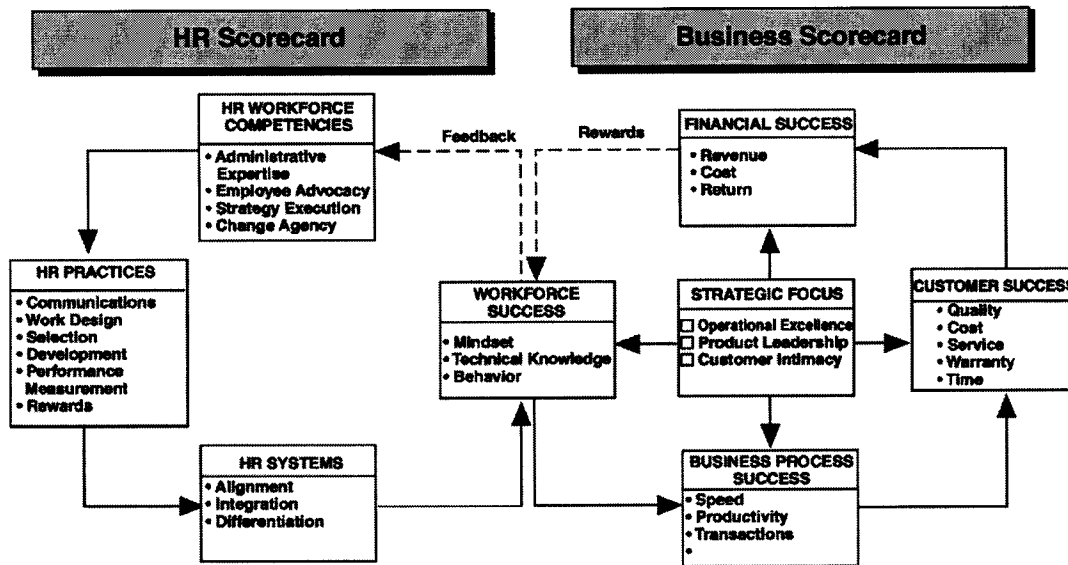 HR Scorecard
Business Scorecard
HR WORKFORCE
COMPETENCIES
• Administrative
Expertise
• Employee Advocacy
• Strategy Execution
• Change Agency
Feedback
Rewards
FINANCIAL SUCCESS
• Revenue
• Cost
• Return
HR PRACTICES
• Communications
• Work Design
• Selection
• Development
• Performance
Measurement
• Rewards
WORKFORCE
SUCCESS
• Mindset
• Technical Knowledge
• Behavior
STRATEGIC FOCUS
☐ Operational Excellence
☐ Product Leadership
☐ Customer Intimacy
CUSTOMER SUCCESS
• Quality
• Cost
• Service
• Warranty
• Time
HR SYSTEMS
• Alignment
• Integration
• Differentiation
BUSINESS PROCESS
SUCCESS
• Speed
• Productivity
• Transactions
•